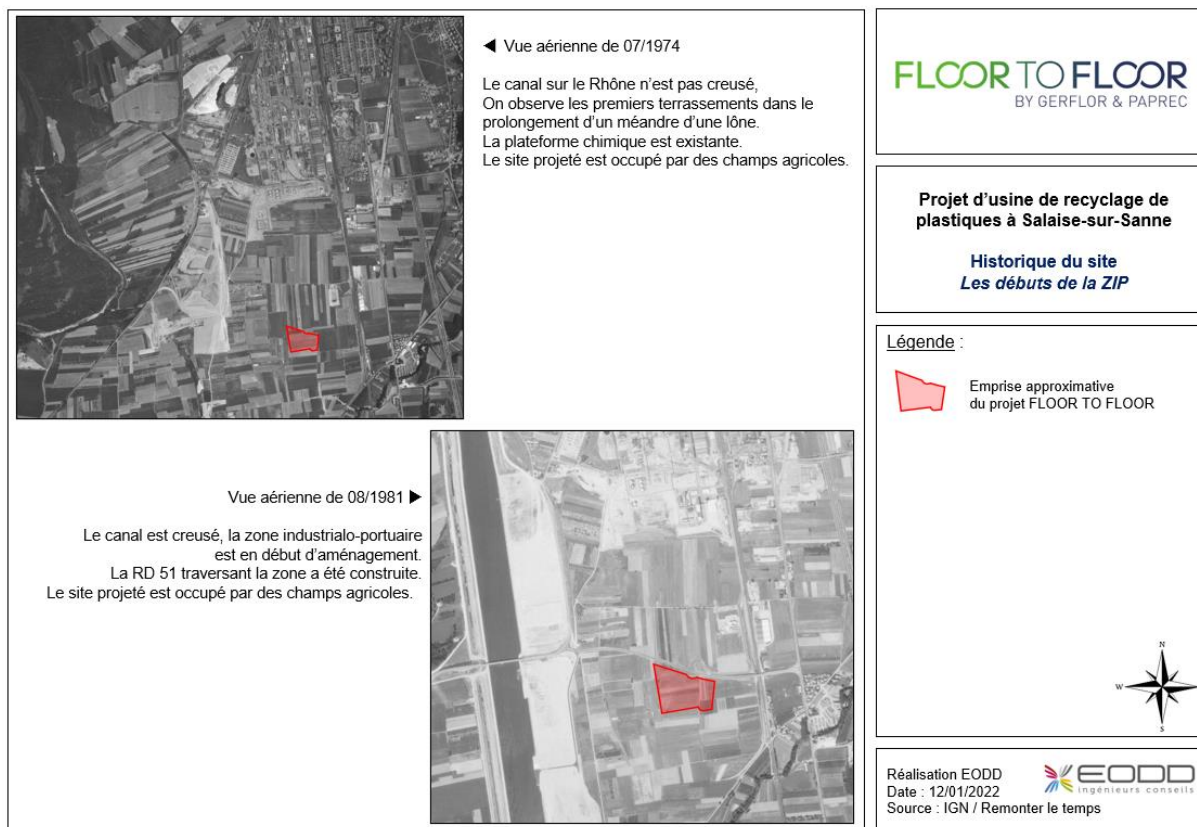 ◄ Vue aérienne de 07/1974
Le canal sur le Rhône n’est pas creusé,
On observe les premiers terrassements dans le
prolongement d’un méandre d’une lône.
La plateforme chimique est existante.
Le site projeté est occupé par des champs agricoles.
Vue aérienne de 08/1981 ►
Le canal est creusé, la zone industrialo-portuaire
est en début d’aménagement.
La RD 51 traversant la zone a été construite.
Le site projeté est occupé par des champs agricoles.
FLOOR TO FLOOR
BY GERFLOR & PAPREC
Projet d’usine de recyclage de
plastiques à Salaise-sur-Sanne
Historique du site
Les débuts de la ZIP
Légende :
Emprise approximative
du projet FLOOR TO FLOOR
N
W
S
Réalisation EODD
Date : 12/01/2022
Source : IGN / Remonter le temps
EODD
ingénieurs conseils